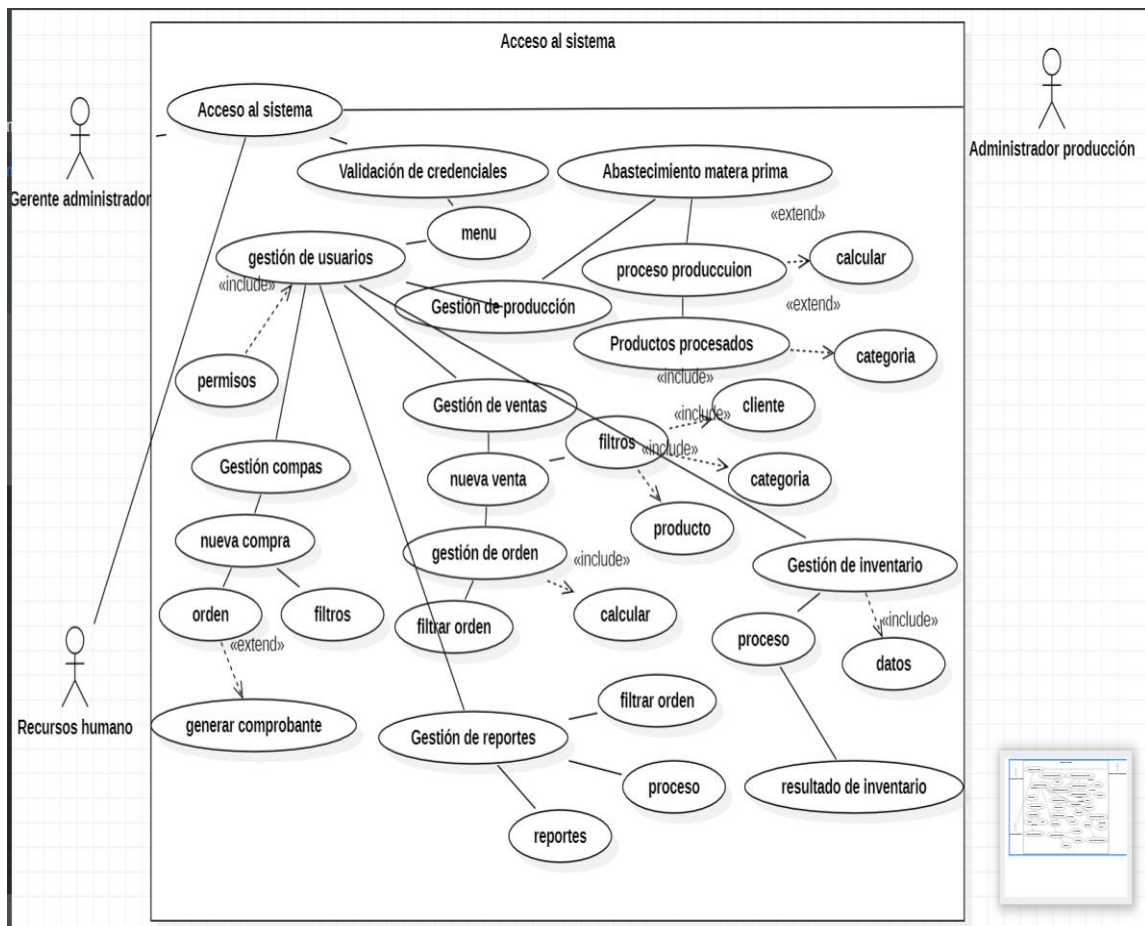 Acceso al sistema
Acceso al sistema
Administrador producción
Validación de credenciales
Abastecimiento matera prima
Gerente administrador
«extend»
menu
gestión de usuarios
calcular
proceso produccuion
«include»
Gestión de producción
«extend»
Productos procesados
categoria
permisos
«include»
Gestión de ventas
cliente
«include»
filtros
«include»
Gestión compas
nueva venta
categoria
producto
nueva compra
gestión de orden
«include»
Gestión de inventario
orden
filtros
filtrar orden
calcular
«include»
«extend»
proceso
datos
filtrar orden
Recursos humano
generar comprobante
Gestión de reportes
proceso
resultado de inventario
reportes